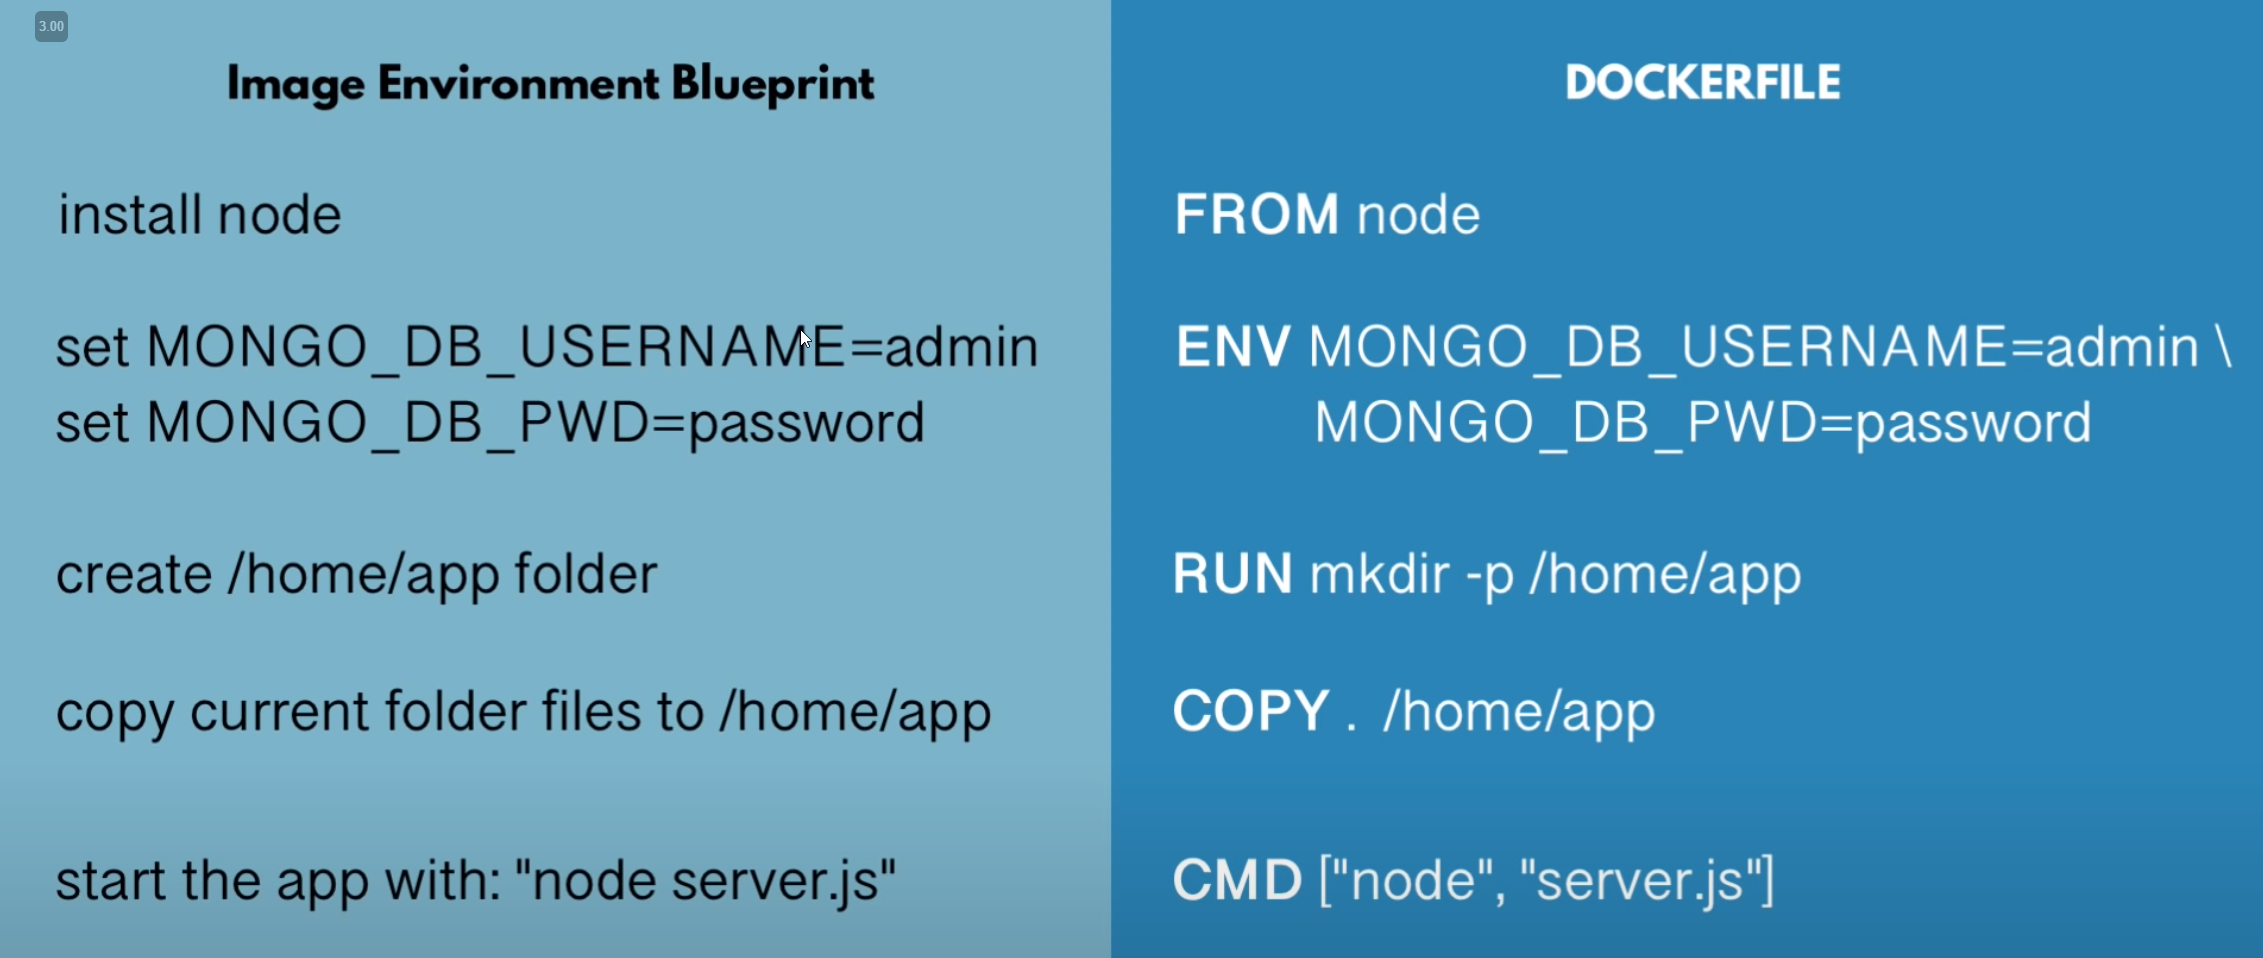 3.00
Image Environment Blueprint
install node
set MONGO_DB_USERNAME=admin
set MONGO_DB_PWD=password
create /home/app folder
copy current folder files to /home/app
start the app with: "node server.js"
DOCKERFILE
FROM node
ENV MONGO_DB_USERNAME=admin \
MONGO_DB_PWD=password
RUN mkdir -p /home/app
COPY . /home/app
CMD ["node", "server.js"]